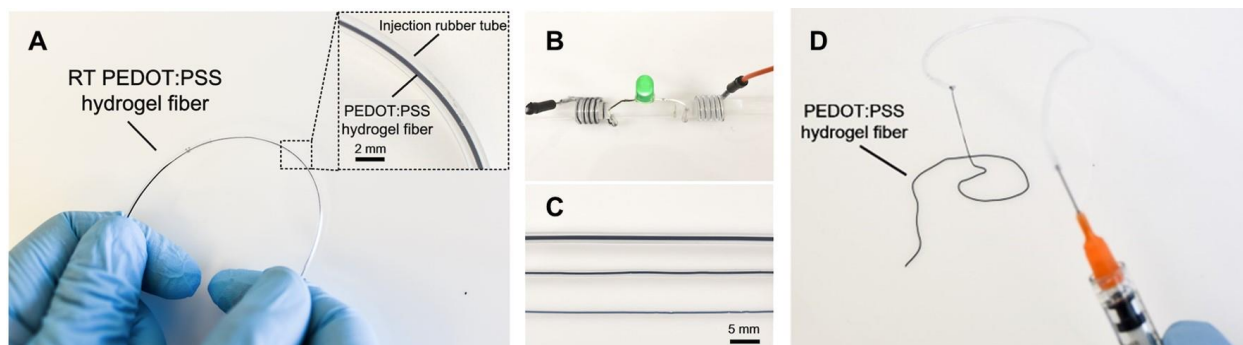 A
RT PEDOT:PSS
hydrogel fiber
Injection rubber tube
PEDOT:PSS
hydrogel fiber
2 mm
B
C
5 mm
D
PEDOT:PSS
hydrogel fiber